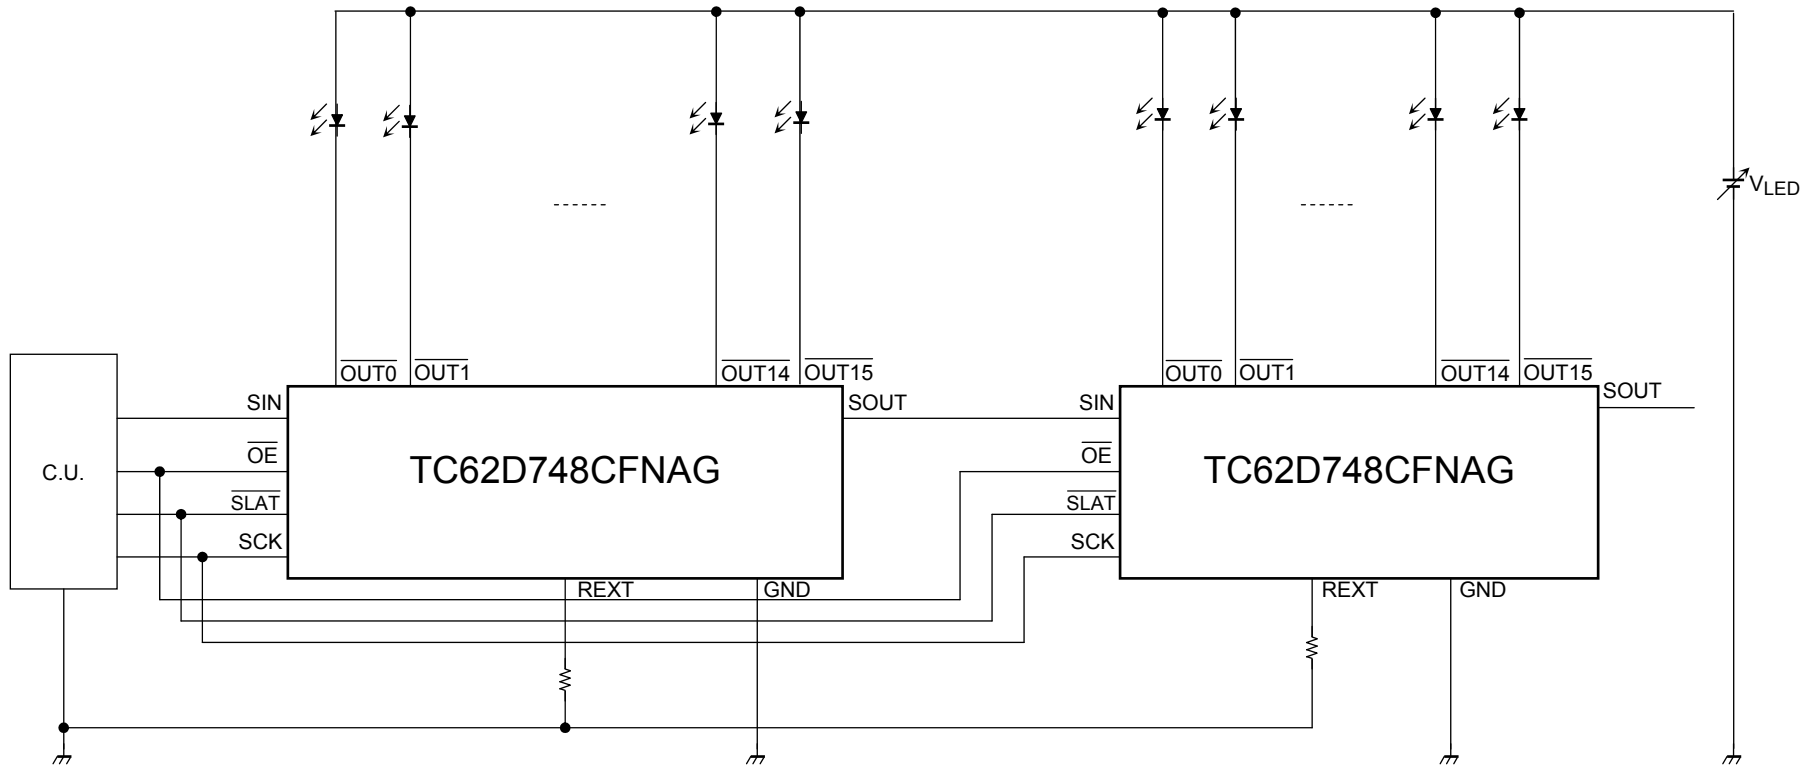 V_LED
OUT0 OUT1 OUT14 OUT15 OUT0 OUT1 OUT14 OUT15
SIN SOUT SIN SOUT
C.U. OE TC62D748CFNAG OE TC62D748CFNAG
SLAT SLAT
SCK SCK
REXT GND REXT GND